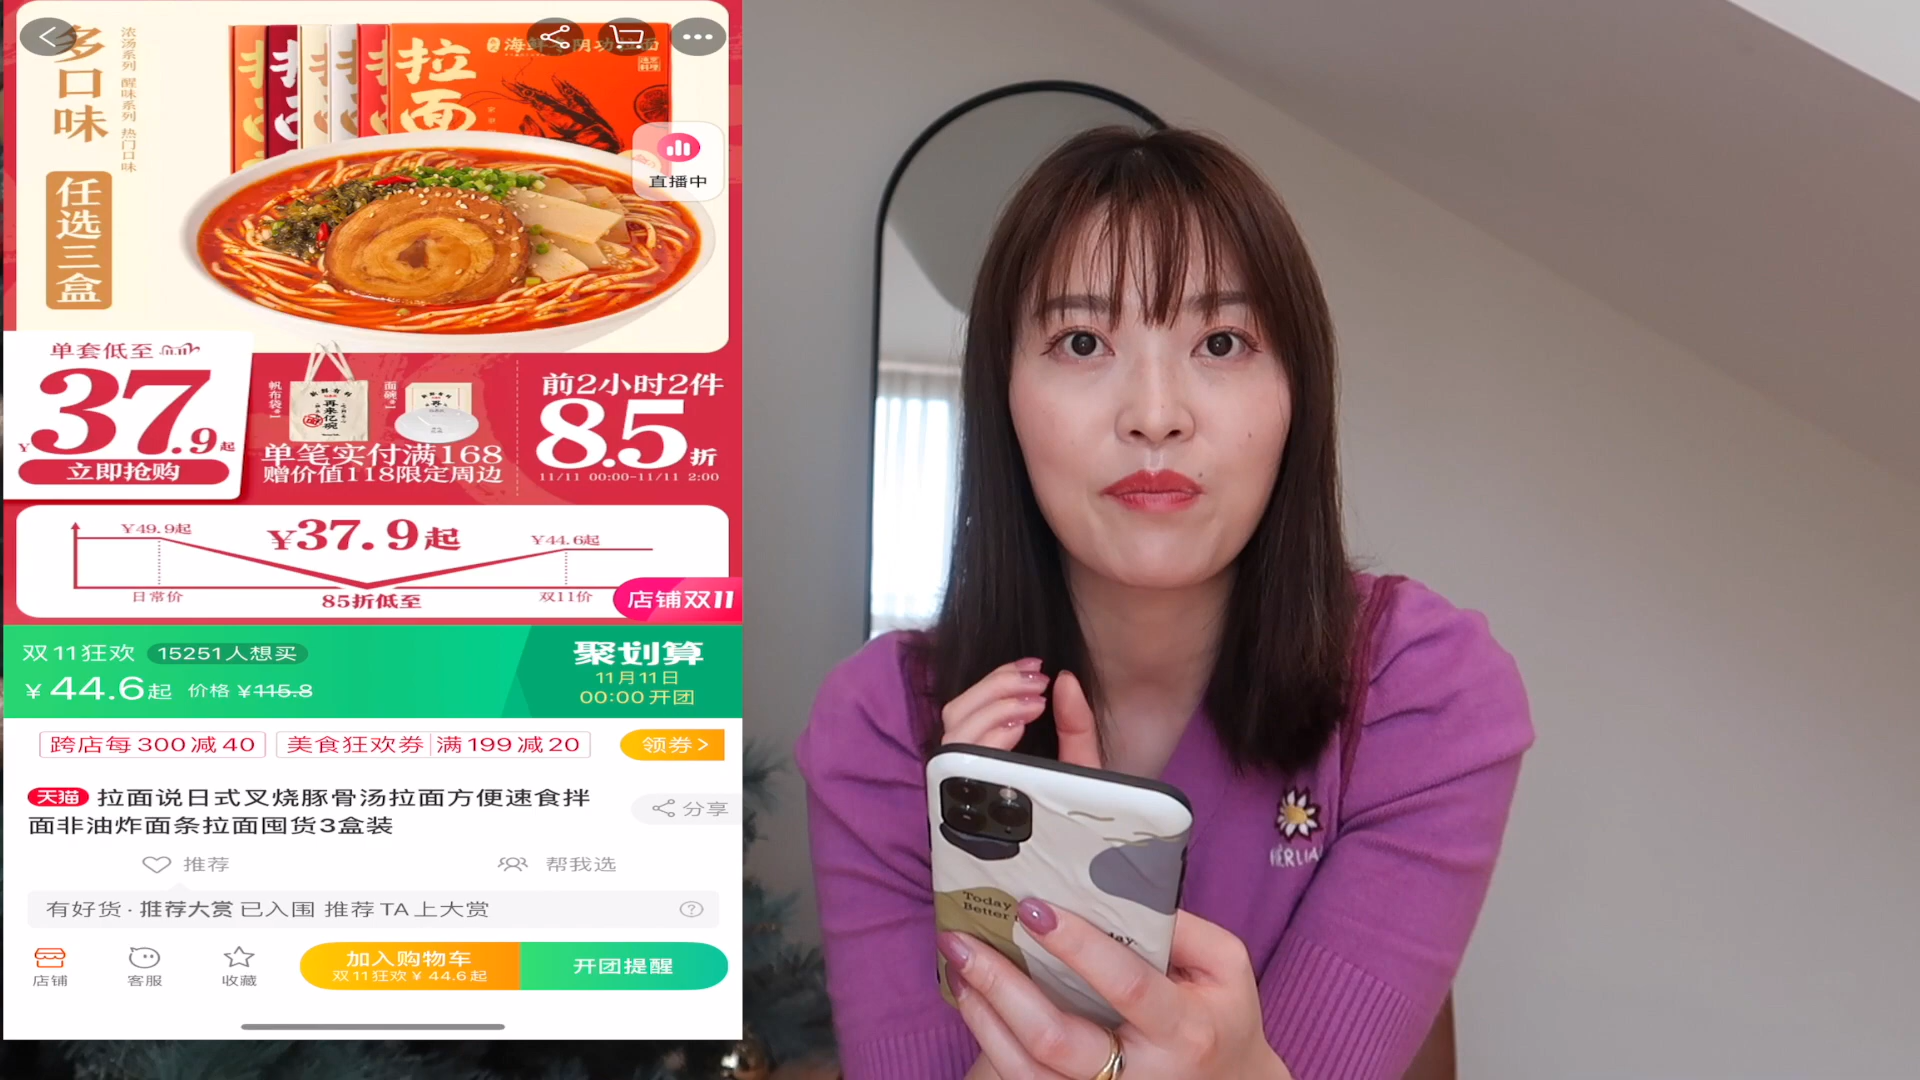 多口味
浓汤系列 醒味系列 热门口味
任选三盒
拉面
直播中
单套低至
¥37.9起
立即抢购
帆布袋*1
面碗*1
再来亿碗
单笔实付满168
赠价值118限定周边
前2小时2件
8.5折
11/11 00:00-11/11 2:00
¥49.9起
¥37.9起
¥44.6起
日常价
85折低至
双11价
店铺双11
双11狂欢 15251人想买
¥44.6起 价格¥115.8
聚划算
11月11日
00:00开团
跨店每300减40
美食狂欢券 满199减20
领券>
天猫 拉面说日式叉烧豚骨汤拉面方便速食拌
面非油炸面条拉面囤货3盒装
分享
推荐
帮我选
有好货·推荐大赏 已入围 推荐TA上大赏
店铺
客服
收藏
加入购物车
双11狂欢¥44.6起
开团提醒
Today
Better